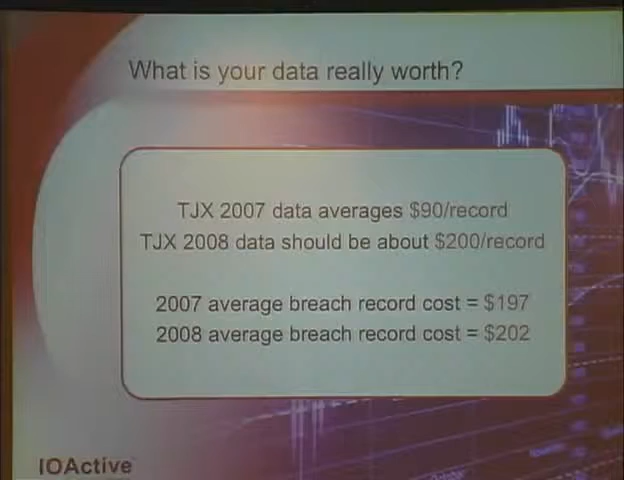 What is your data really worth?
TJX 2007 data averages $90/record
TJX 2008 data should be about $200/record
2007 average breach record cost = $197
2008 average breach record cost = $202
IOActive